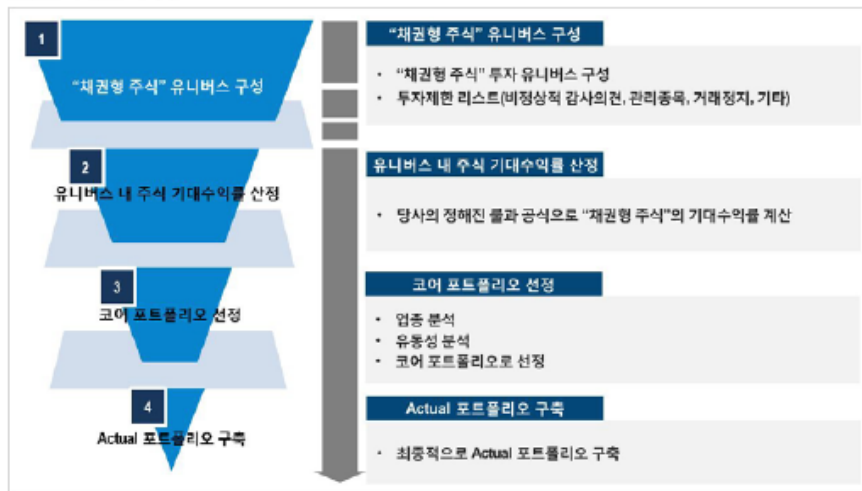 1
“채권형 주식” 유니버스 구성
2
유니버스 내 주식 기대수익률 산정
3
코어 포트폴리오 선정
4
Actual 포트폴리오 구축
“채권형 주식” 유니버스 구성
• “채권형 주식” 투자 유니버스 구성
• 투자제한 리스트(비정상적 감사의견, 관리종목, 거래정지, 기타)
유니버스 내 주식 기대수익률 산정
• 당사의 정해진 룰과 공식으로 “채권형 주식”의 기대수익률 계산
코어 포트폴리오 선정
• 업종 분석
• 유동성 분석
• 코어 포트폴리오로 선정
Actual 포트폴리오 구축
• 최종적으로 Actual 포트폴리오 구축